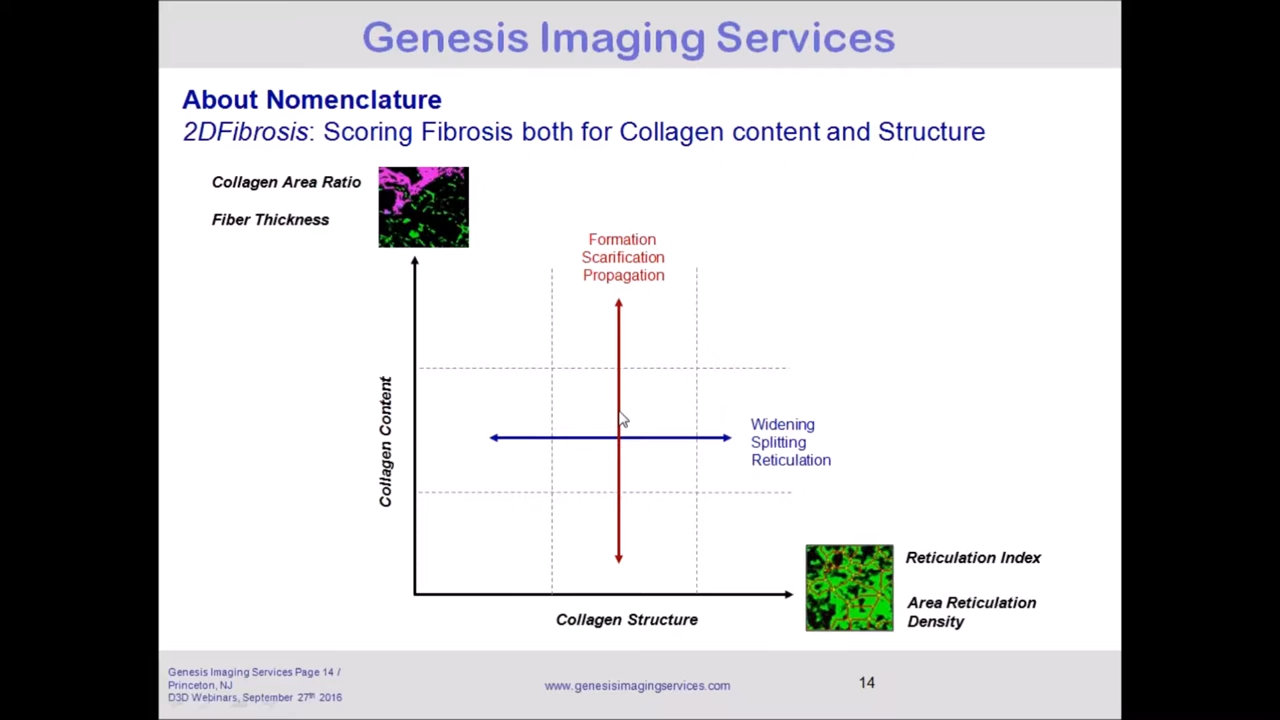 Genesis Imaging Services
About Nomenclature
2DFibrosis: Scoring Fibrosis both for Collagen content and Structure
Collagen Area Ratio
Fiber Thickness
Formation
Scarification
Propagation
Collagen Content
Widening
Splitting
Reticulation
Reticulation Index
Area Reticulation
Density
Collagen Structure
Genesis Imaging Services Page 14 /
Princeton, NJ
D3D Webinars, September 27th 2016
www.genesisimagingservices.com
14